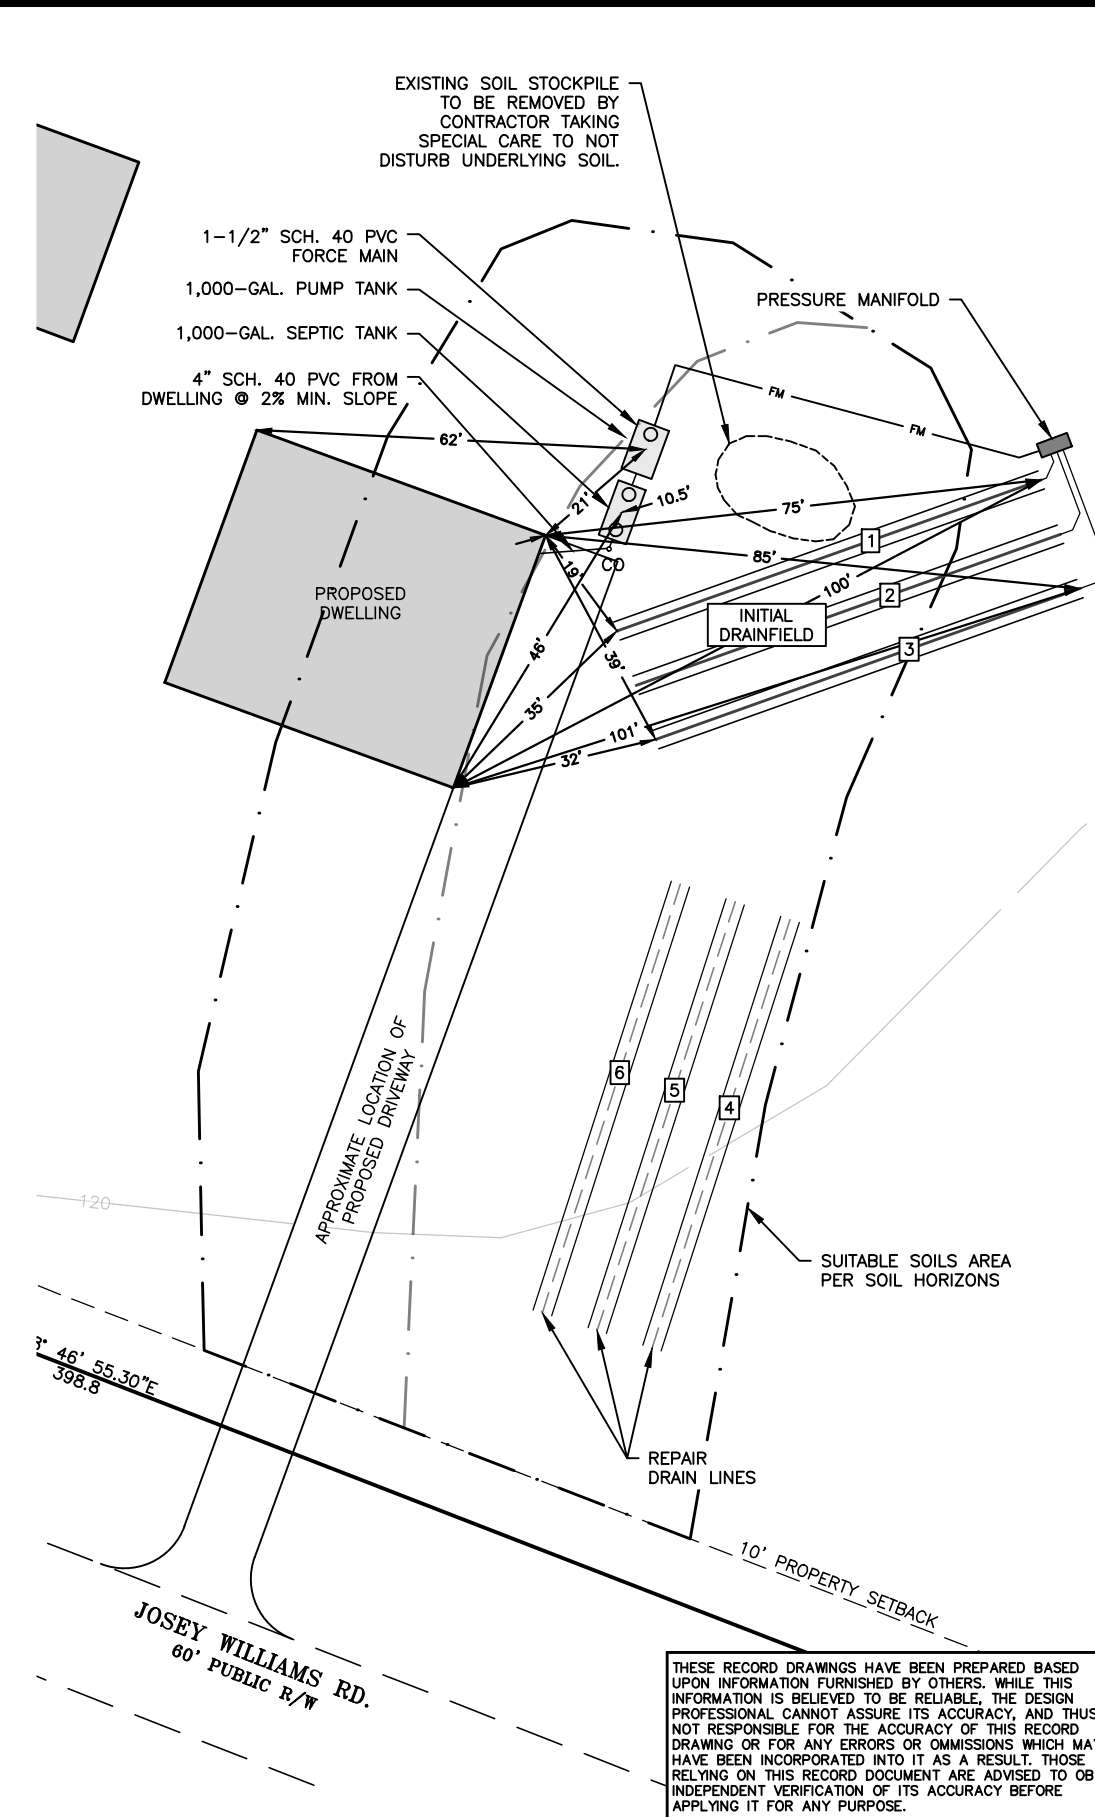 EXISTING SOIL STOCKPILE
TO BE REMOVED BY
CONTRACTOR TAKING
SPECIAL CARE TO NOT
DISTURB UNDERLYING SOIL.
1-1/2" SCH. 40 PVC
FORCE MAIN
1,000-GAL. PUMP TANK
1,000-GAL. SEPTIC TANK
4" SCH. 40 PVC FROM
DWELLING @ 2% MIN. SLOPE
PRESSURE MANIFOLD
FM
FM
62'
21'
10.5'
75'
85'
100'
19'
CO
39'
46'
35'
101'
32'
1
2
3
INITIAL
DRAINFIELD
PROPOSED
DWELLING
6
5
4
APPROXIMATE LOCATION OF
PROPOSED DRIVEWAY
120
SUITABLE SOILS AREA
PER SOIL HORIZONS
46' 55.30"E
398.8
REPAIR
DRAIN LINES
10' PROPERTY SETBACK
JOSEY WILLIAMS RD.
60' PUBLIC R/W
THESE RECORD DRAWINGS HAVE BEEN PREPARED BASED
UPON INFORMATION FURNISHED BY OTHERS. WHILE THIS
INFORMATION IS BELIEVED TO BE RELIABLE, THE DESIGN
PROFESSIONAL CANNOT ASSURE ITS ACCURACY, AND THUS
NOT RESPONSIBLE FOR THE ACCURACY OF THIS RECORD
DRAWING OR FOR ANY ERRORS OR OMMISSIONS WHICH MA
HAVE BEEN INCORPORATED INTO IT AS A RESULT. THOSE
RELYING ON THIS RECORD DOCUMENT ARE ADVISED TO OB
INDEPENDENT VERIFICATION OF ITS ACCURACY BEFORE
APPLYING IT FOR ANY PURPOSE.